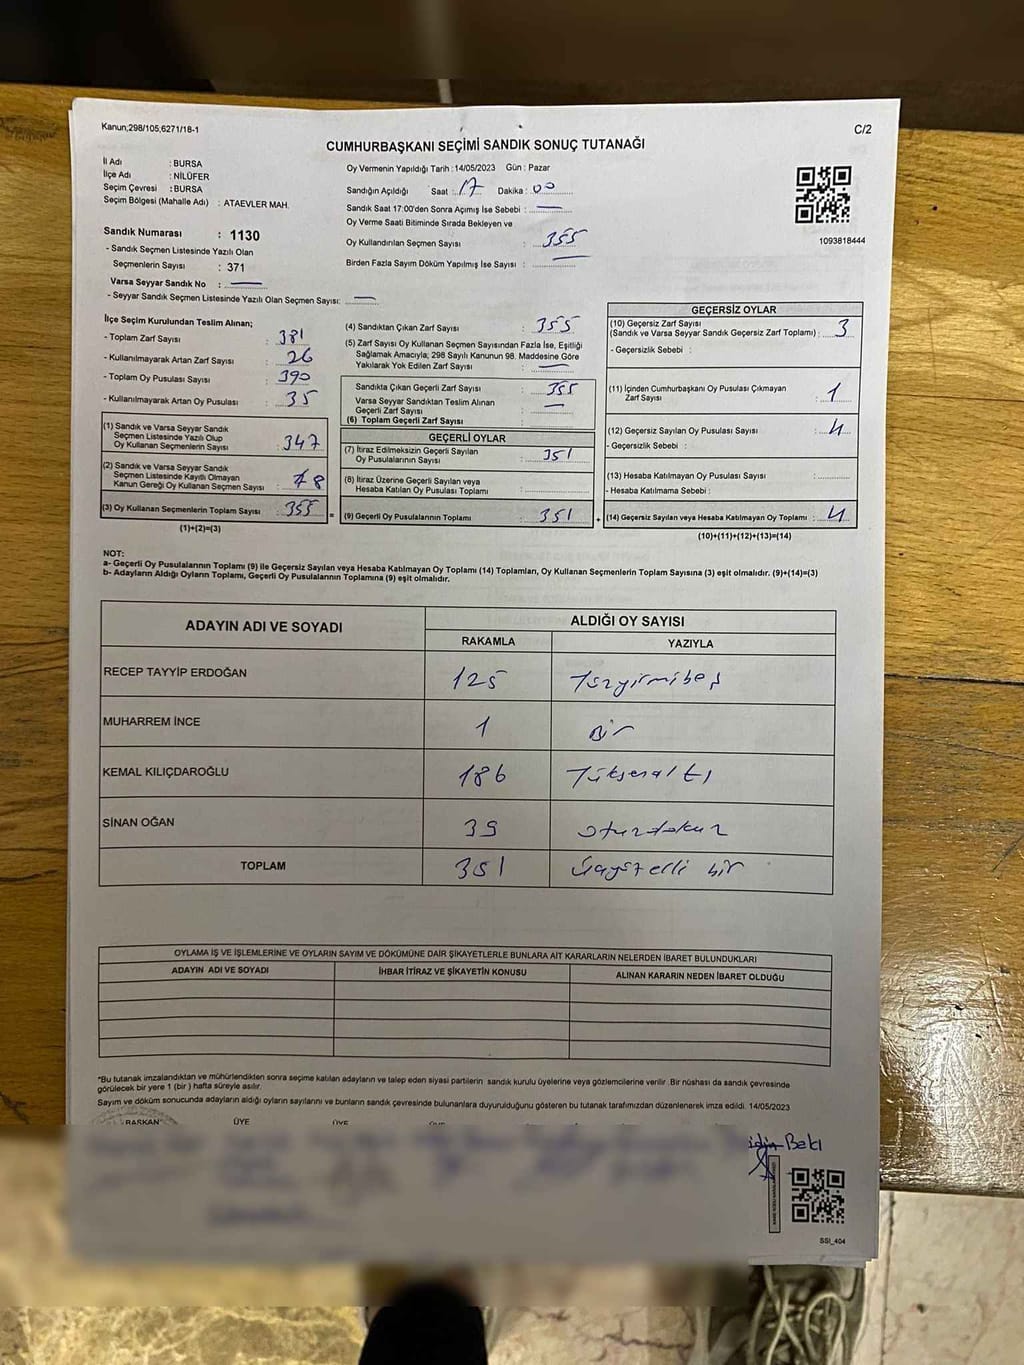 Kanun;298/105,6271/18-1
C/2
CUMHURBAŞKANI SEÇİMİ SANDIK SONUÇ TUTANAĞI
İl Adı : BURSA
İlçe Adı : NİLÜFER
Seçim Çevresi : BURSA
Seçim Bölgesi (Mahalle Adı) : ATAEVLER MAH.
Sandık Numarası : 1130
- Sandık Seçmen Listesinde Yazılı Olan
Seçmenlerin Sayısı : 371
Varsa Seyyar Sandık No : —
- Seyyar Sandık Seçmen Listesinde Yazılı Olan Seçmen Sayısı: —
Oy Vermenin Yapıldığı Tarih : 14/05/2023 Gün : Pazar
Sandığın Açıldığı Saat : 17 Dakika : 00
Sandık Saat 17:00'den Sonra Açımış İse Sebebi : —
Oy Verme Saati Bitiminde Sırada Bekleyen ve
Oy Kullandırılan Seçmen Sayısı : 355
Birden Fazla Sayım Döküm Yapılmış İse Sayısı : —
1093818444
İlçe Seçim Kurulundan Teslim Alınan;
- Toplam Zarf Sayısı : 381
- Kullanılmayarak Artan Zarf Sayısı : 26
- Toplam Oy Pusulası Sayısı : 390
- Kullanılmayarak Artan Oy Pusulası : 35
(1) Sandık ve Varsa Seyyar Sandık
Seçmen Listesinde Yazılı Olup
Oy Kullanan Seçmenlerin Sayısı : 347
(2) Sandık ve Varsa Seyyar Sandık
Seçmen Listesinde Kayıtlı Olmayan
Kanun Gereği Oy Kullanan Seçmen Sayısı : 8
(3) Oy Kullanan Seçmenlerin Toplam Sayısı : 355
(1)+(2)=(3)
(4) Sandıktan Çıkan Zarf Sayısı : 355
(5) Zarf Sayısı Oy Kullanan Seçmen Sayısından Fazla İse, Eşitliği
Sağlamak Amacıyla; 298 Sayılı Kanunun 98. Maddesine Göre
Yakılarak Yok Edilen Zarf Sayısı : —
Sandıkta Çıkan Geçerli Zarf Sayısı : 355
Varsa Seyyar Sandıktan Teslim Alınan
Geçerli Zarf Sayısı : —
(6) Toplam Geçerli Zarf Sayısı :
GEÇERLİ OYLAR
(7) İtiraz Edilmeksizin Geçerli Sayılan
Oy Pusulalarının Sayısı : 351
(8) İtiraz Üzerine Geçerli Sayılan veya
Hesaba Katılan Oy Pusulası Toplamı :
= (9) Geçerli Oy Pusulalarının Toplamı : 351 +
GEÇERSİZ OYLAR
(10) Geçersiz Zarf Sayısı
(Sandık ve Varsa Seyyar Sandık Geçersiz Zarf Toplamı) : 3
- Geçersizlik Sebebi :
(11) İçinden Cumhurbaşkanı Oy Pusulası Çıkmayan
Zarf Sayısı : 1
(12) Geçersiz Sayılan Oy Pusulası Sayısı : 4
- Geçersizlik Sebebi :
(13) Hesaba Katılmayan Oy Pusulası Sayısı :
- Hesaba Katılmama Sebebi :
(14) Geçersiz Sayılan veya Hesaba Katılmayan Oy Toplamı : 4
(10)+(11)+(12)+(13)=(14)
NOT:
a- Geçerli Oy Pusulalarının Toplamı (9) ile Geçersiz Sayılan veya Hesaba Katılmayan Oy Toplamı (14) Toplamları, Oy Kullanan Seçmenlerin Toplam Sayısına (3) eşit olmalıdır. (9)+(14)=(3)
b- Adayların Aldığı Oyların Toplamı, Geçerli Oy Pusulalarının Toplamına (9) eşit olmalıdır.
ADAYIN ADI VE SOYADI ALDIĞI OY SAYISI
RAKAMLA YAZIYLA
RECEP TAYYİP ERDOĞAN 125 Yüzyirmibeş
MUHARREM İNCE 1 Bir
KEMAL KILIÇDAROĞLU 186 Yükseraltı
SİNAN OĞAN 39 otuzdokuz
TOPLAM 351 Üçyüzelli bir
OYLAMA İŞ VE İŞLEMLERİNE VE OYLARIN SAYIM VE DÖKÜMÜNE DAİR ŞİKAYETLERLE BUNLARA AİT KARARLARIN NELERDEN İBARET BULUNDUKLARI
ADAYIN ADI VE SOYADI İHBAR İTİRAZ VE ŞİKAYETİN KONUSU ALINAN KARARIN NEDEN İBARET OLDUĞU
*Bu tutanak imzalandıktan ve mühürlendikten sonra seçime katılan adayların ve talep eden siyasi partilerin sandık kurulu üyelerine veya gözlemcilerine verilir. Bir nüshası da sandık çevresinde
görülecek bir yere 1 (bir) hafta süreyle asılır.
Sayım ve döküm sonucunda adayların aldığı oyların sayılarını ve bunların sandık çevresinde bulunanlara duyurulduğunu gösteren bu tutanak tarafımızdan düzenlenerek imza edildi. 14/05/2023
BAŞKAN ÜYE ÜYE ÜYE
SSI_404